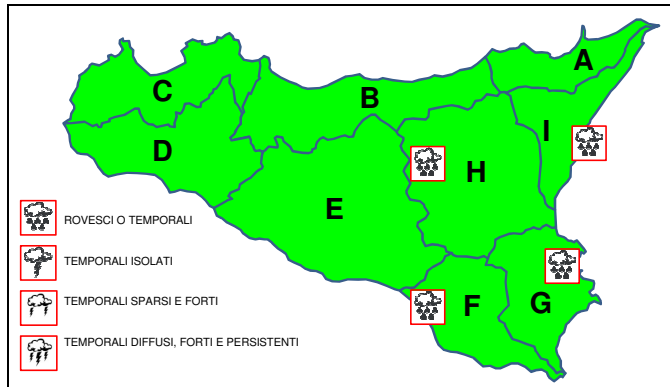 A
C
B
I
D
H
E
F
G
ROVESCI O TEMPORALI
TEMPORALI ISOLATI
TEMPORALI SPARSI E FORTI
TEMPORALI DIFFUSI, FORTI E PERSISTENTI